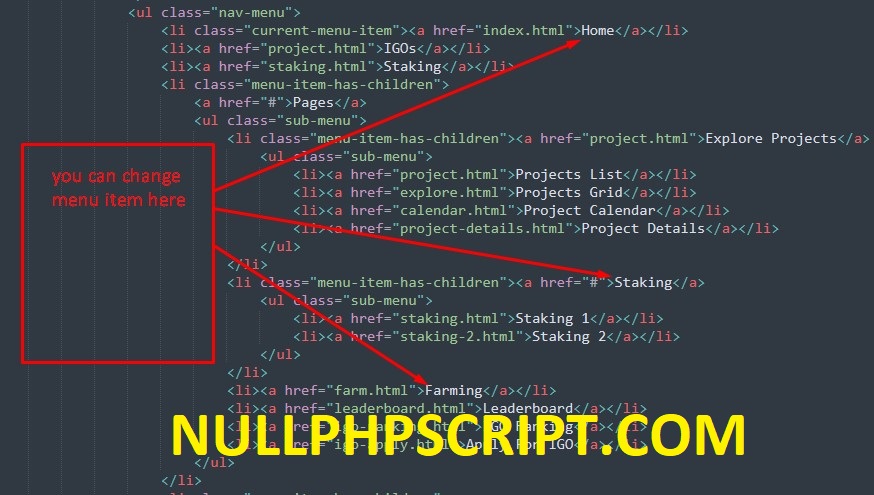 <ul class="nav-menu">
<li class="current-menu-item"><a href="index.html">Home</a></li>
<li><a href="project.html">IGOs</a></li>
<li><a href="staking.html">Staking</a></li>
<li class="menu-item-has-children">
<a href="#">Pages</a>
<ul class="sub-menu">
<li class="menu-item-has-children"><a href="project.html">Explore Projects</a>
you can change
menu item here
<ul class="sub-menu">
<li><a href="project.html">Projects List</a></li>
<li><a href="explore.html">Projects Grid</a></li>
<li><a href="calendar.html">Project Calendar</a></li>
<li><a href="project-details.html">Project Details</a></li>
</ul>
</li>
<li class="menu-item-has-children"><a href="#">Staking</a>
<ul class="sub-menu">
<li><a href="staking.html">Staking 1</a></li>
<li><a href="staking-2.html">Staking 2</a></li>
</ul>
</li>
<li><a href="farm.html">Farming</a></li>
<li><a href="leaderboard.html">Leaderboard</a></li>
NULLPHPSCRIPT.COM
<li><a href="igo-ranking.html">IGO Ranking</a></li>
<li><a href="igo-apply.html">Apply For IGO</a></li>
</ul>
</li>